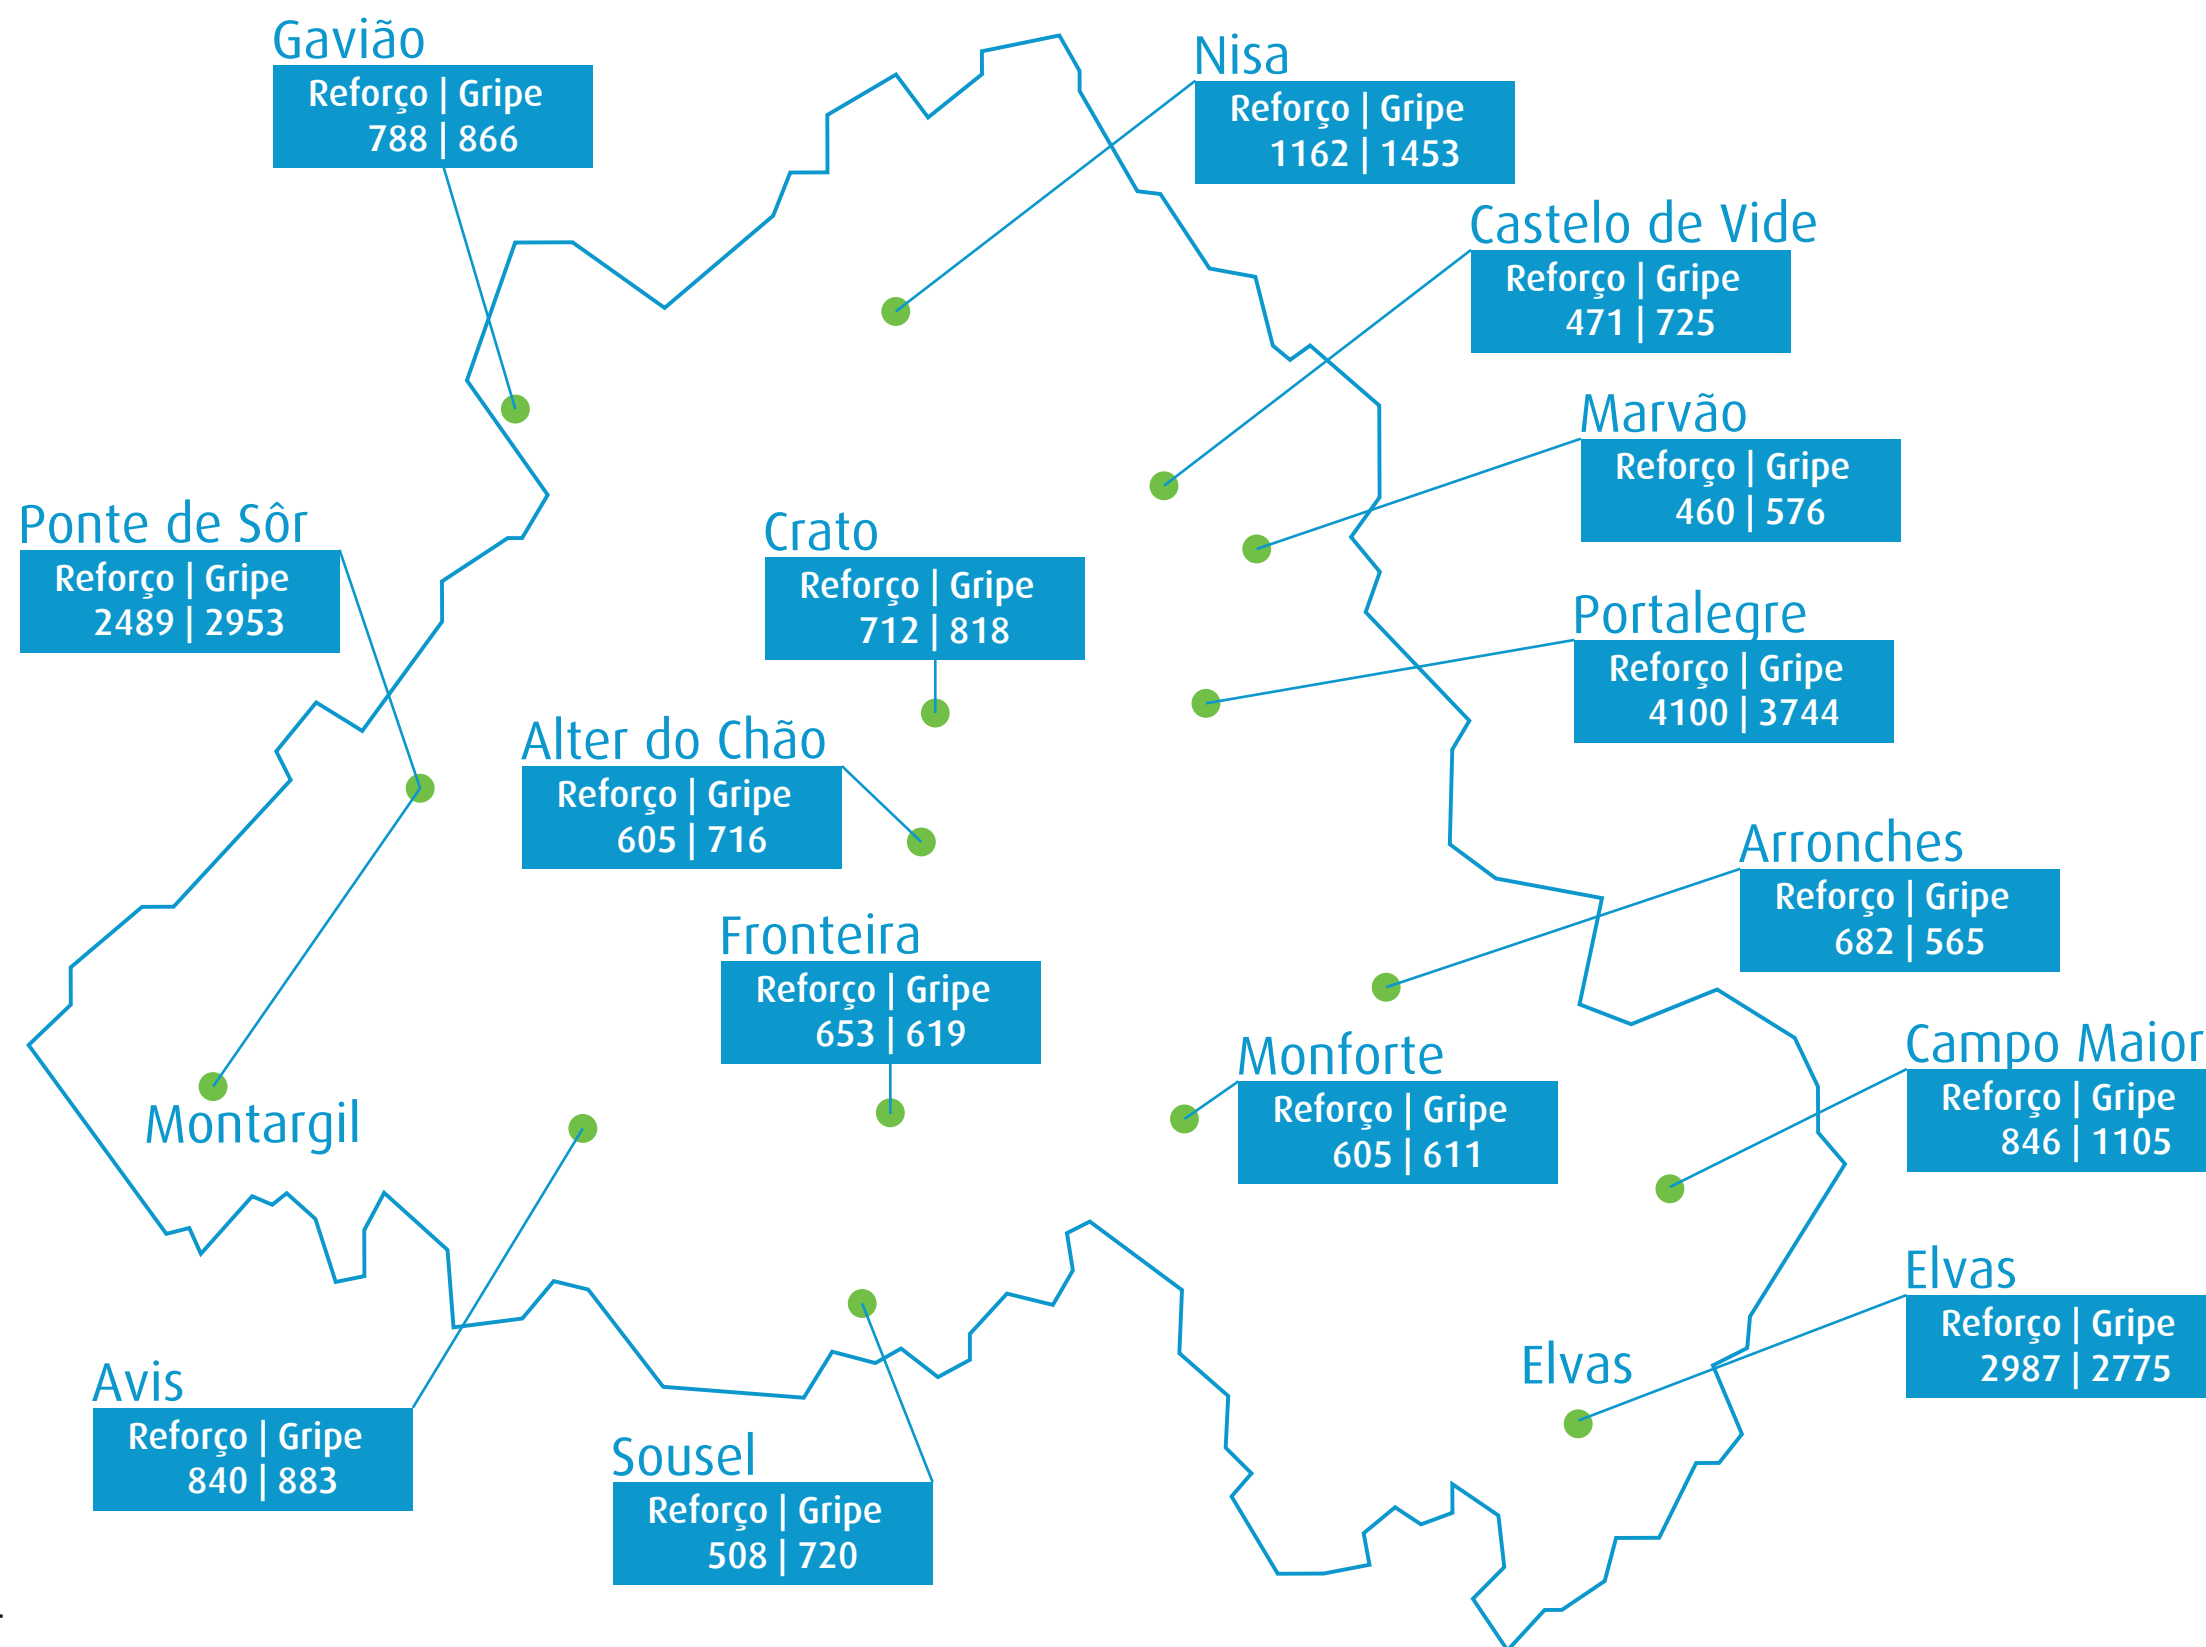 Gavião
Reforço | Gripe
788 | 866
Nisa
Reforço | Gripe
1162 | 1453
Castelo de Vide
Reforço | Gripe
471 | 725
Marvão
Reforço | Gripe
460 | 576
Ponte de Sôr
Reforço | Gripe
2489 | 2953
Crato
Reforço | Gripe
712 | 818
Portalegre
Reforço | Gripe
4100 | 3744
Alter do Chão
Reforço | Gripe
605 | 716
Arronches
Reforço | Gripe
682 | 565
Fronteira
Reforço | Gripe
653 | 619
Monforte
Reforço | Gripe
605 | 611
Campo Maior
Reforço | Gripe
846 | 1105
Montargil
Elvas
Reforço | Gripe
2987 | 2775
Elvas
Avis
Reforço | Gripe
840 | 883
Sousel
Reforço | Gripe
508 | 720
.